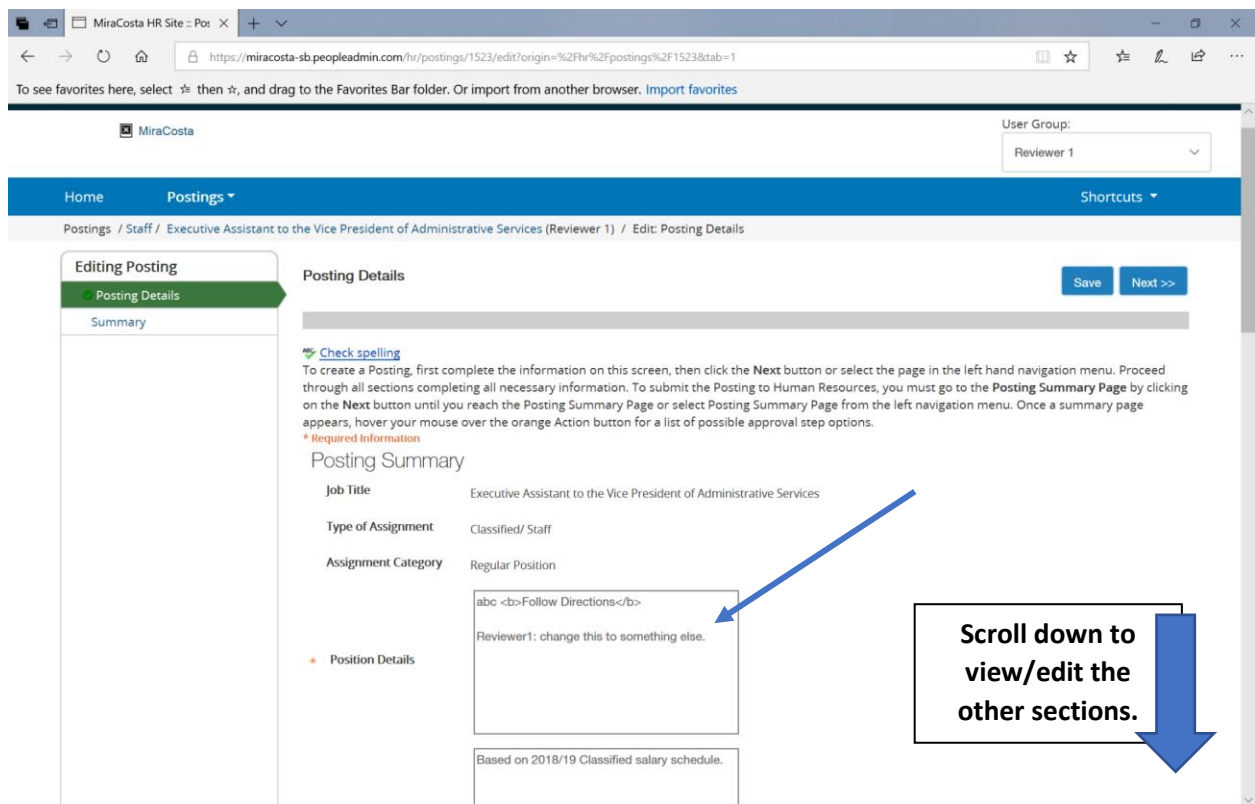 MiraCosta HR Site :: Pos
https://miracosta-sb.peopleadmin.com/hr/postings/1523/edit?origin=%2Fhr%2Fpostings%2F1523&tab=1
To see favorites here, select then, and drag to the Favorites Bar folder. Or import from another browser. Import favorites
MiraCosta
User Group:
Reviewer 1
Home Postings Shortcuts
Postings / Staff / Executive Assistant to the Vice President of Administrative Services (Reviewer 1) / Edit: Posting Details
Editing Posting
Posting Details
Summary
Posting Details
Save Next >>
ABC Check spelling
To create a Posting, first complete the information on this screen, then click the Next button or select the page in the left hand navigation menu. Proceed
through all sections completing all necessary information. To submit the Posting to Human Resources, you must go to the Posting Summary Page by clicking
on the Next button until you reach the Posting Summary Page or select Posting Summary Page from the left navigation menu. Once a summary page
appears, hover your mouse over the orange Action button for a list of possible approval step options.
* Required Information
Posting Summary
Job Title Executive Assistant to the Vice President of Administrative Services
Type of Assignment Classified/ Staff
Assignment Category Regular Position
abc <b>Follow Directions</b>
Reviewer1: change this to something else.
* Position Details
Scroll down to
view/edit the
other sections.
Based on 2018/19 Classified salary schedule.